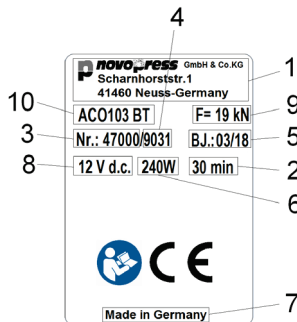 4
novopress GmbH & Co.KG
Scharnhorststr.1
41460 Neuss-Germany
1
10
ACO103 BT
F= 19 kN
9
3
Nr.: 47000/9031
BJ.:03/18
5
8
12 V d.c.
240W
30 min
2
6
CE
Made in Germany
7